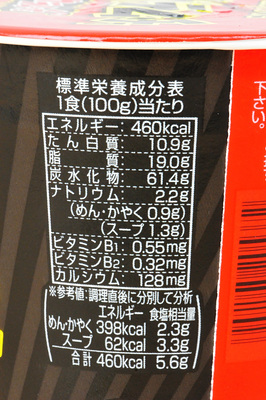 標準栄養成分表
1食(100g)当たり
エネルギー: 460kcal
たん白質: 10.9g
脂質: 19.0g
炭水化物: 61.4g
ナトリウム: 2.2g
(めん・かやく 0.9g)
(スープ 1.3g)
ビタミンB1: 0.55mg
ビタミンB2: 0.32mg
カルシウム: 128mg
※参考値:調理直後に分別して分析
エネルギー 食塩相当量
めん・かやく 398kcal 2.3g
スープ 62kcal 3.3g
合計 460kcal 5.6g
下さい。